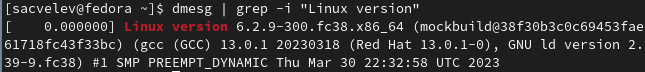 [sacvelev@fedora ~]$ dmesg | grep -i "Linux version"
[    0.000000] Linux version 6.2.9-300.fc38.x86_64 (mockbuild@38f30b3c0c69453fae
61718fc43f33bc) (gcc (GCC) 13.0.1 20230318 (Red Hat 13.0.1-0), GNU ld version 2.
39-9.fc38) #1 SMP PREEMPT_DYNAMIC Thu Mar 30 22:32:58 UTC 2023